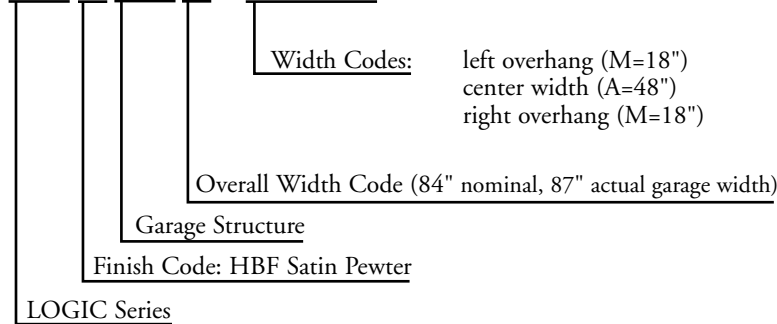 Width Codes: left overhang (M=18")
center width (A=48")
right overhang (M=18")
Overall Width Code (84" nominal, 87" actual garage width)
Garage Structure
Finish Code: HBF Satin Pewter
LOGIC Series